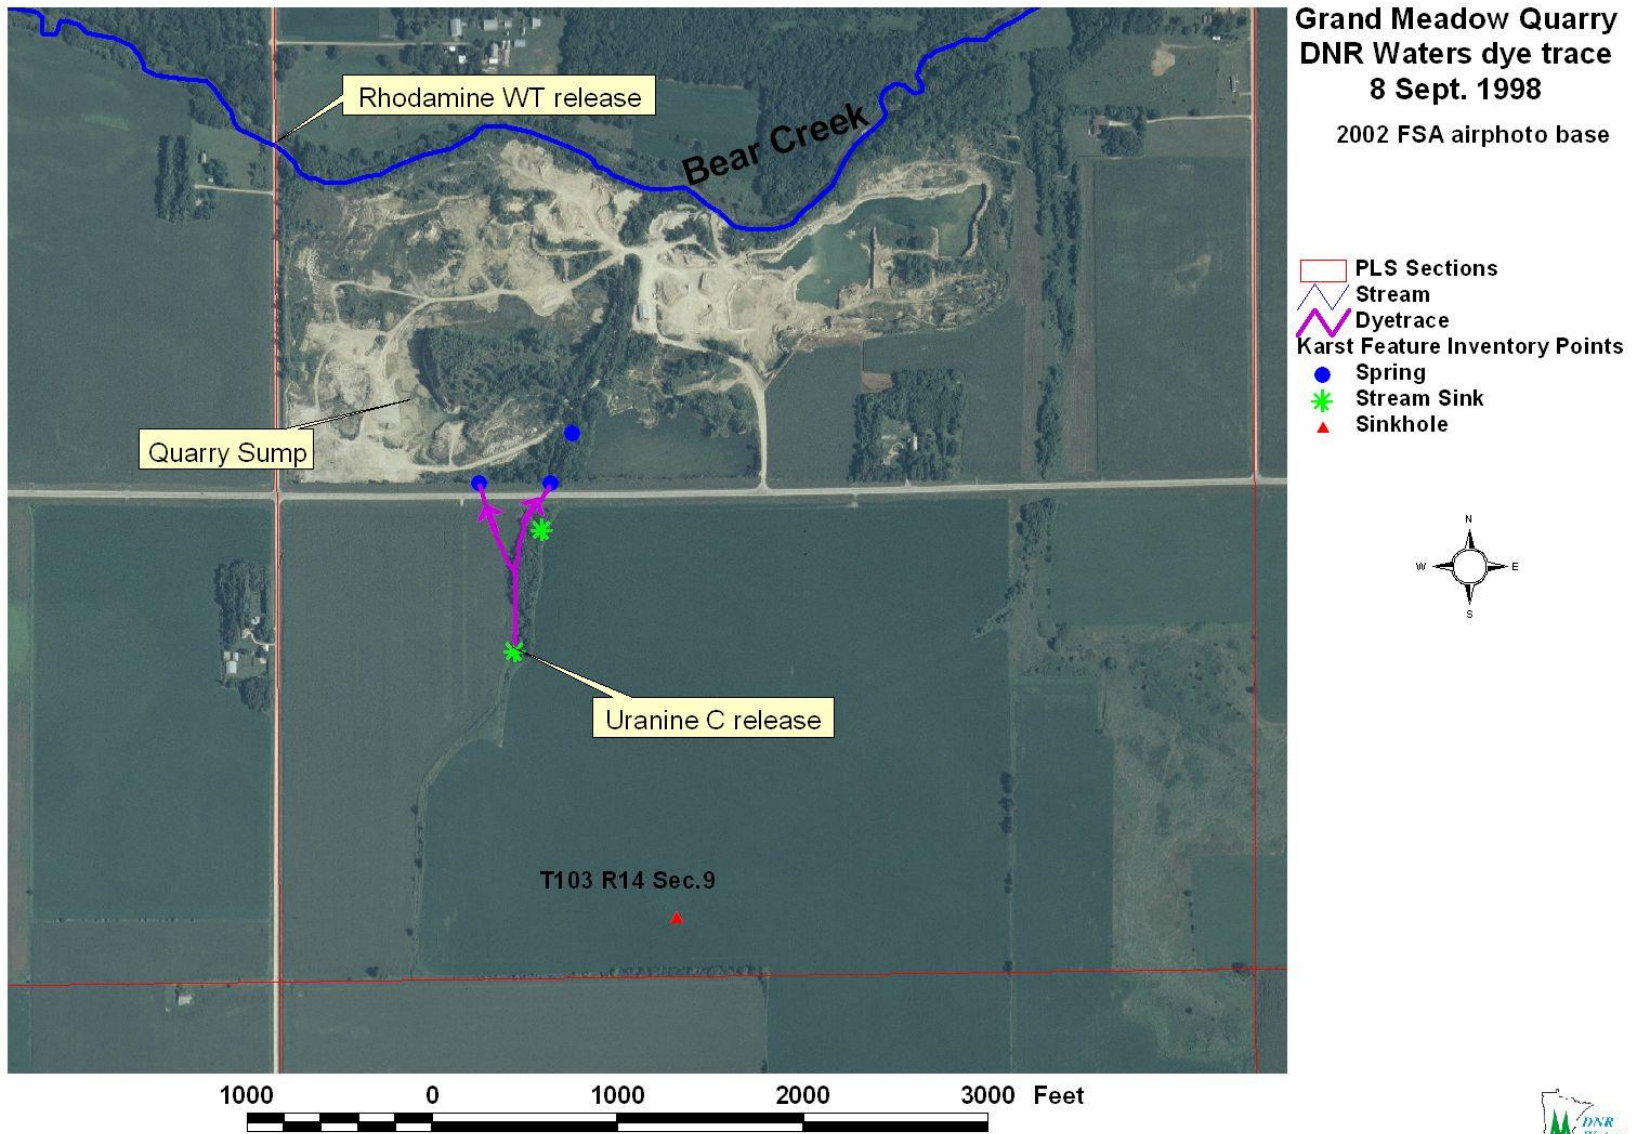 Grand Meadow Quarry
DNR Waters dye trace
8 Sept. 1998
2002 FSA airphoto base
Rhodamine WT release
Bear Creek
PLS Sections
Stream
Dyetrace
Karst Feature Inventory Points
Spring
Stream Sink
Sinkhole
Quarry Sump
N
W
E
S
Uranine C release
T103 R14 Sec.9
1000 0 1000 2000 3000 Feet
DNR